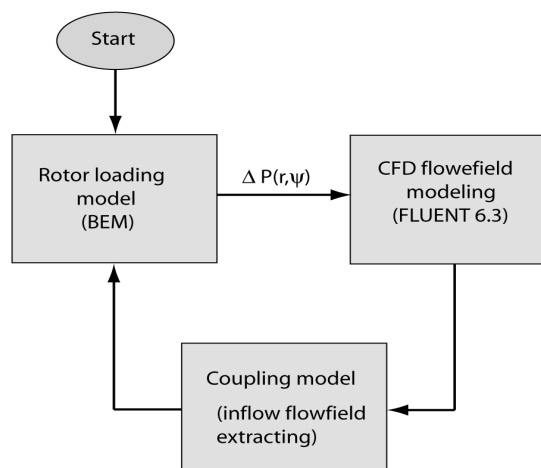 Start
Rotor loading
model
(BEM)
Δ P(r,ψ)
CFD flowefield
modeling
(FLUENT 6.3)
Coupling model
(inflow flowfield
extracting)